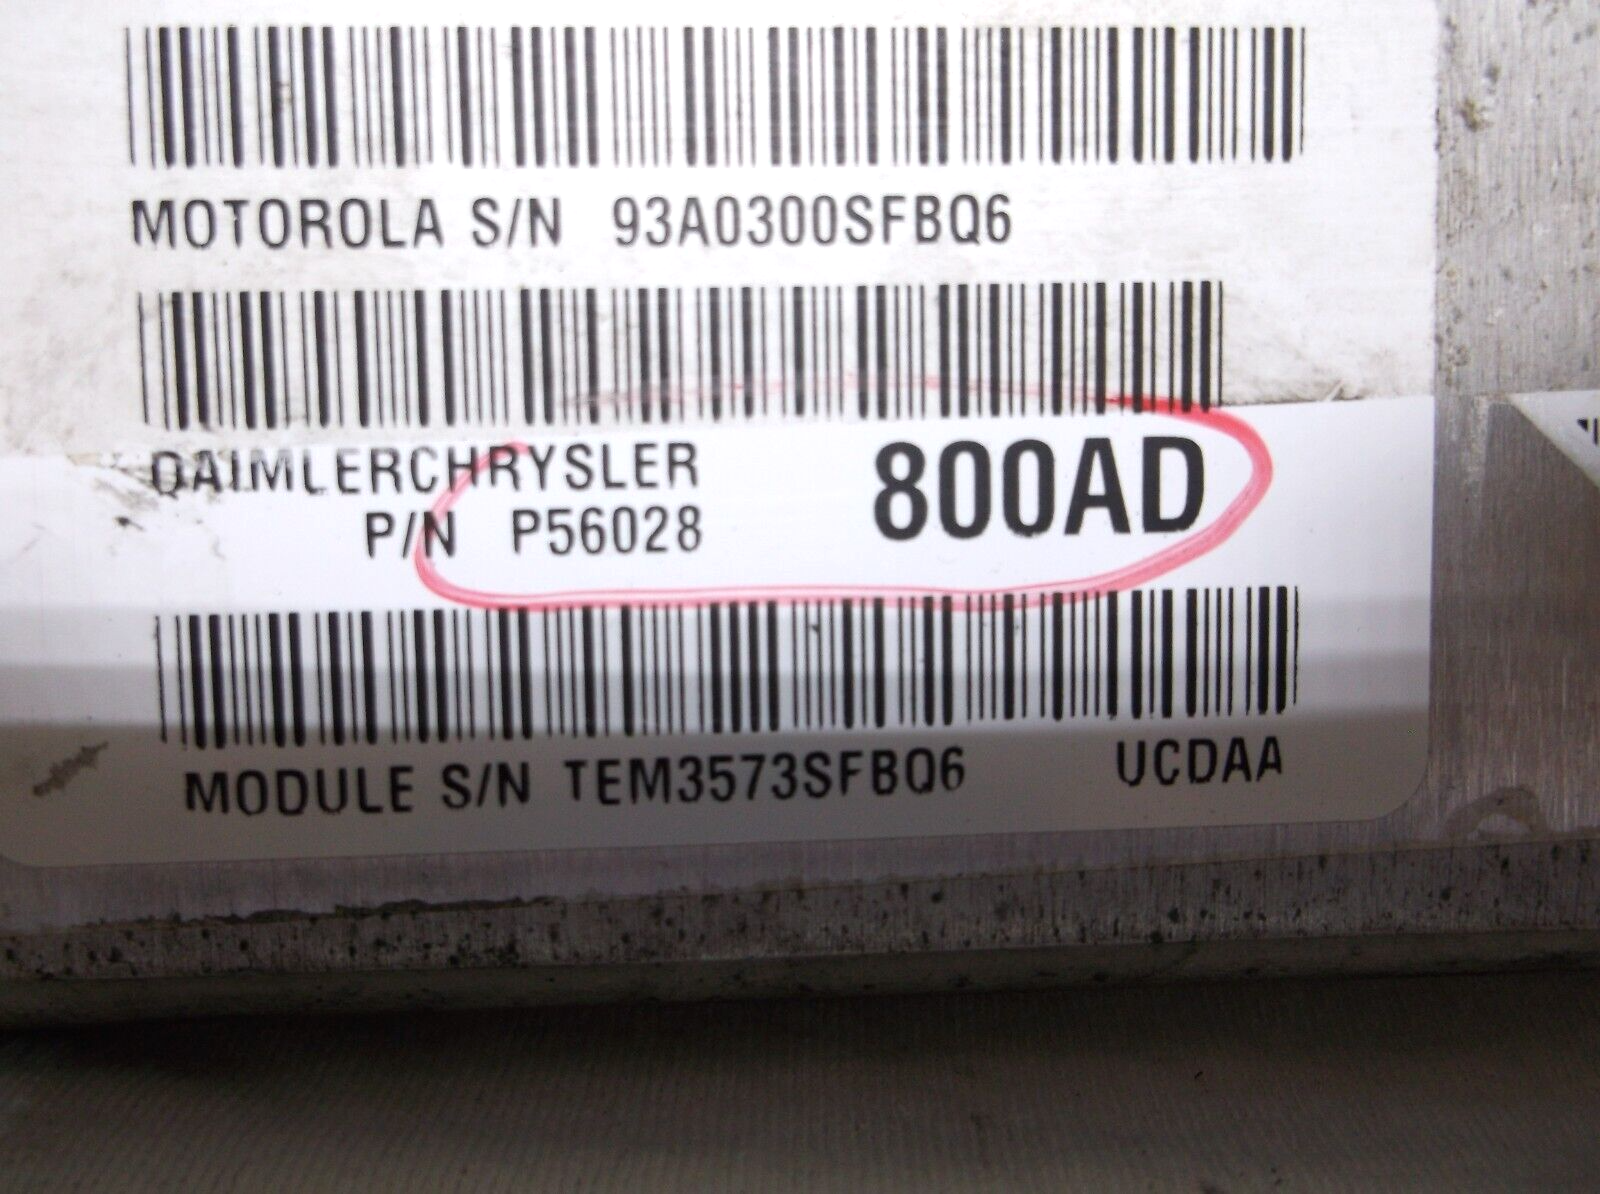 MOTOROLA S/N 93A0300SFBQ6
DAIMLERCHRYSLER
P/N P56028 800AD
MODULE S/N TEM3573SFBQ6 UCDAA